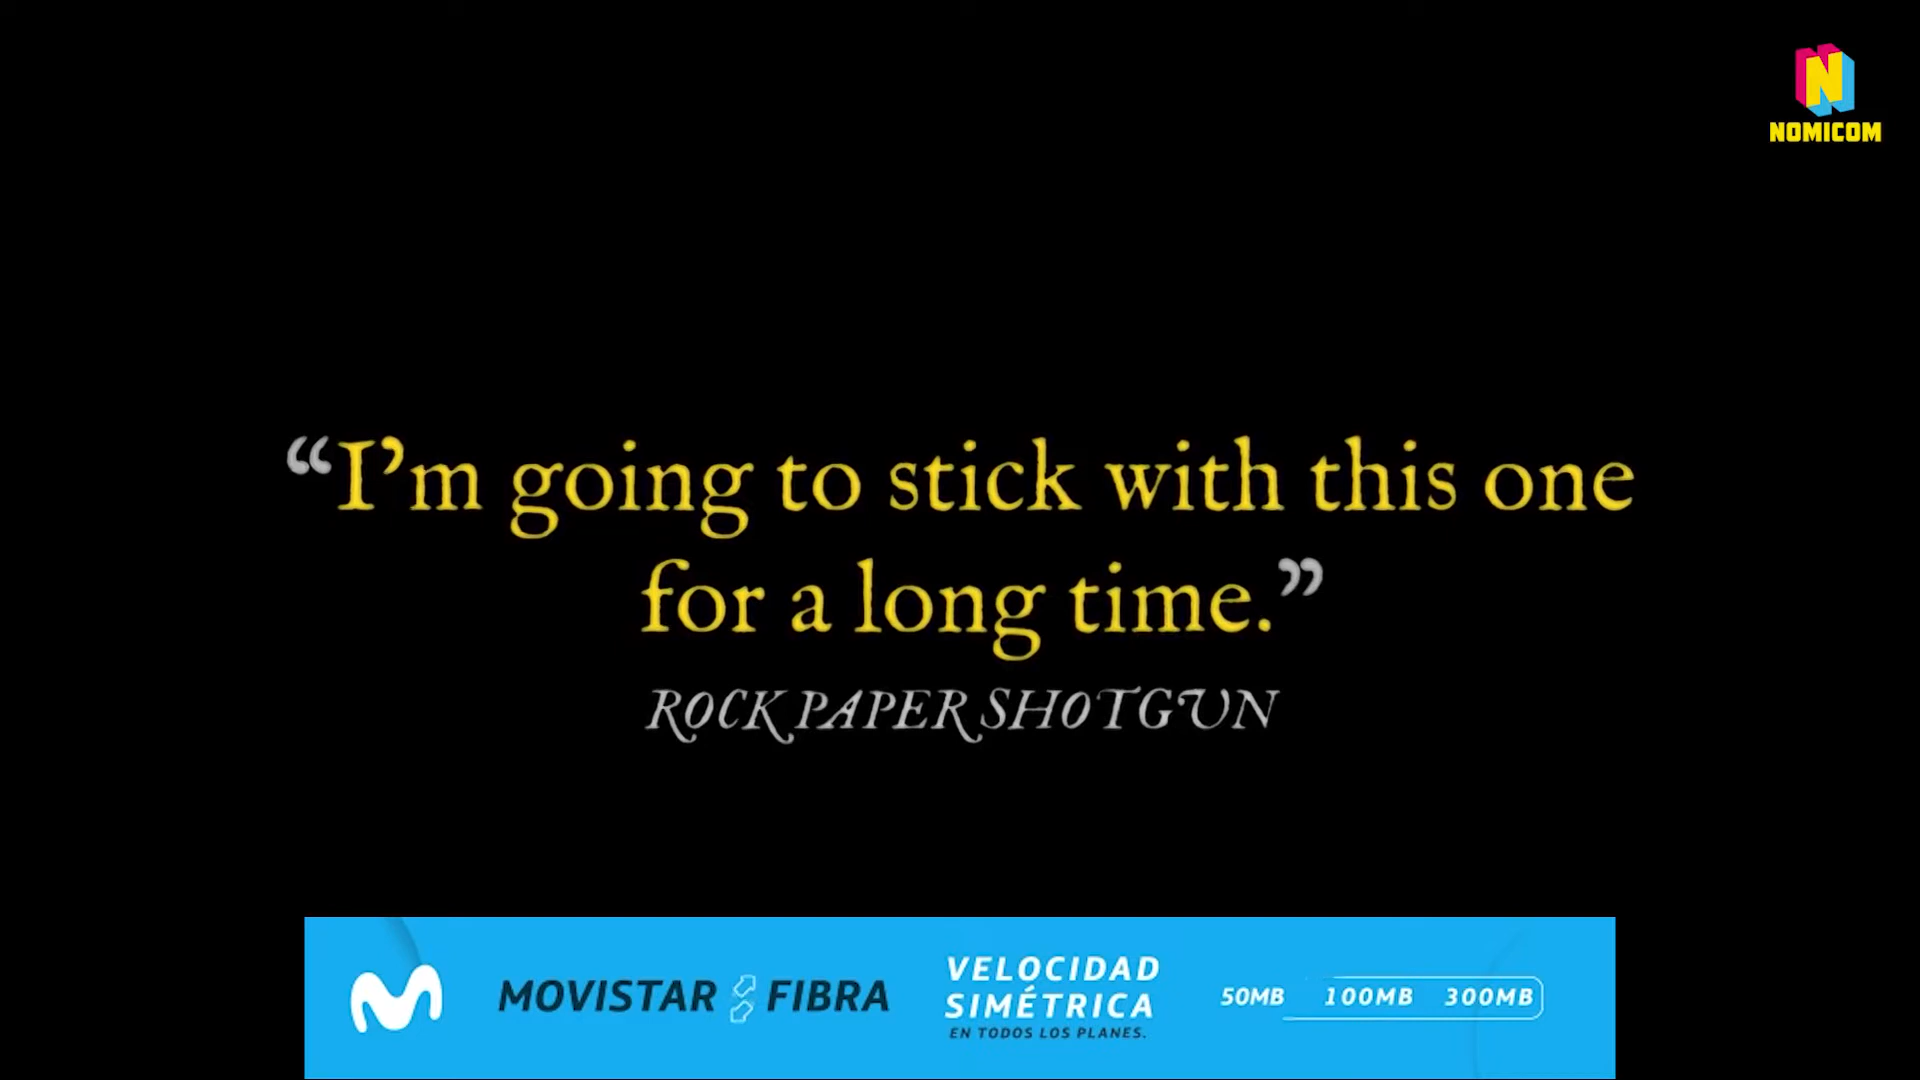 NOMICOM
“I’m going to stick with this one
for a long time.”
ROCK PAPER SHOTGUN
MOVISTAR FIBRA
VELOCIDAD
SIMÉTRICA
EN TODOS LOS PLANES.
50MB 100MB 300MB